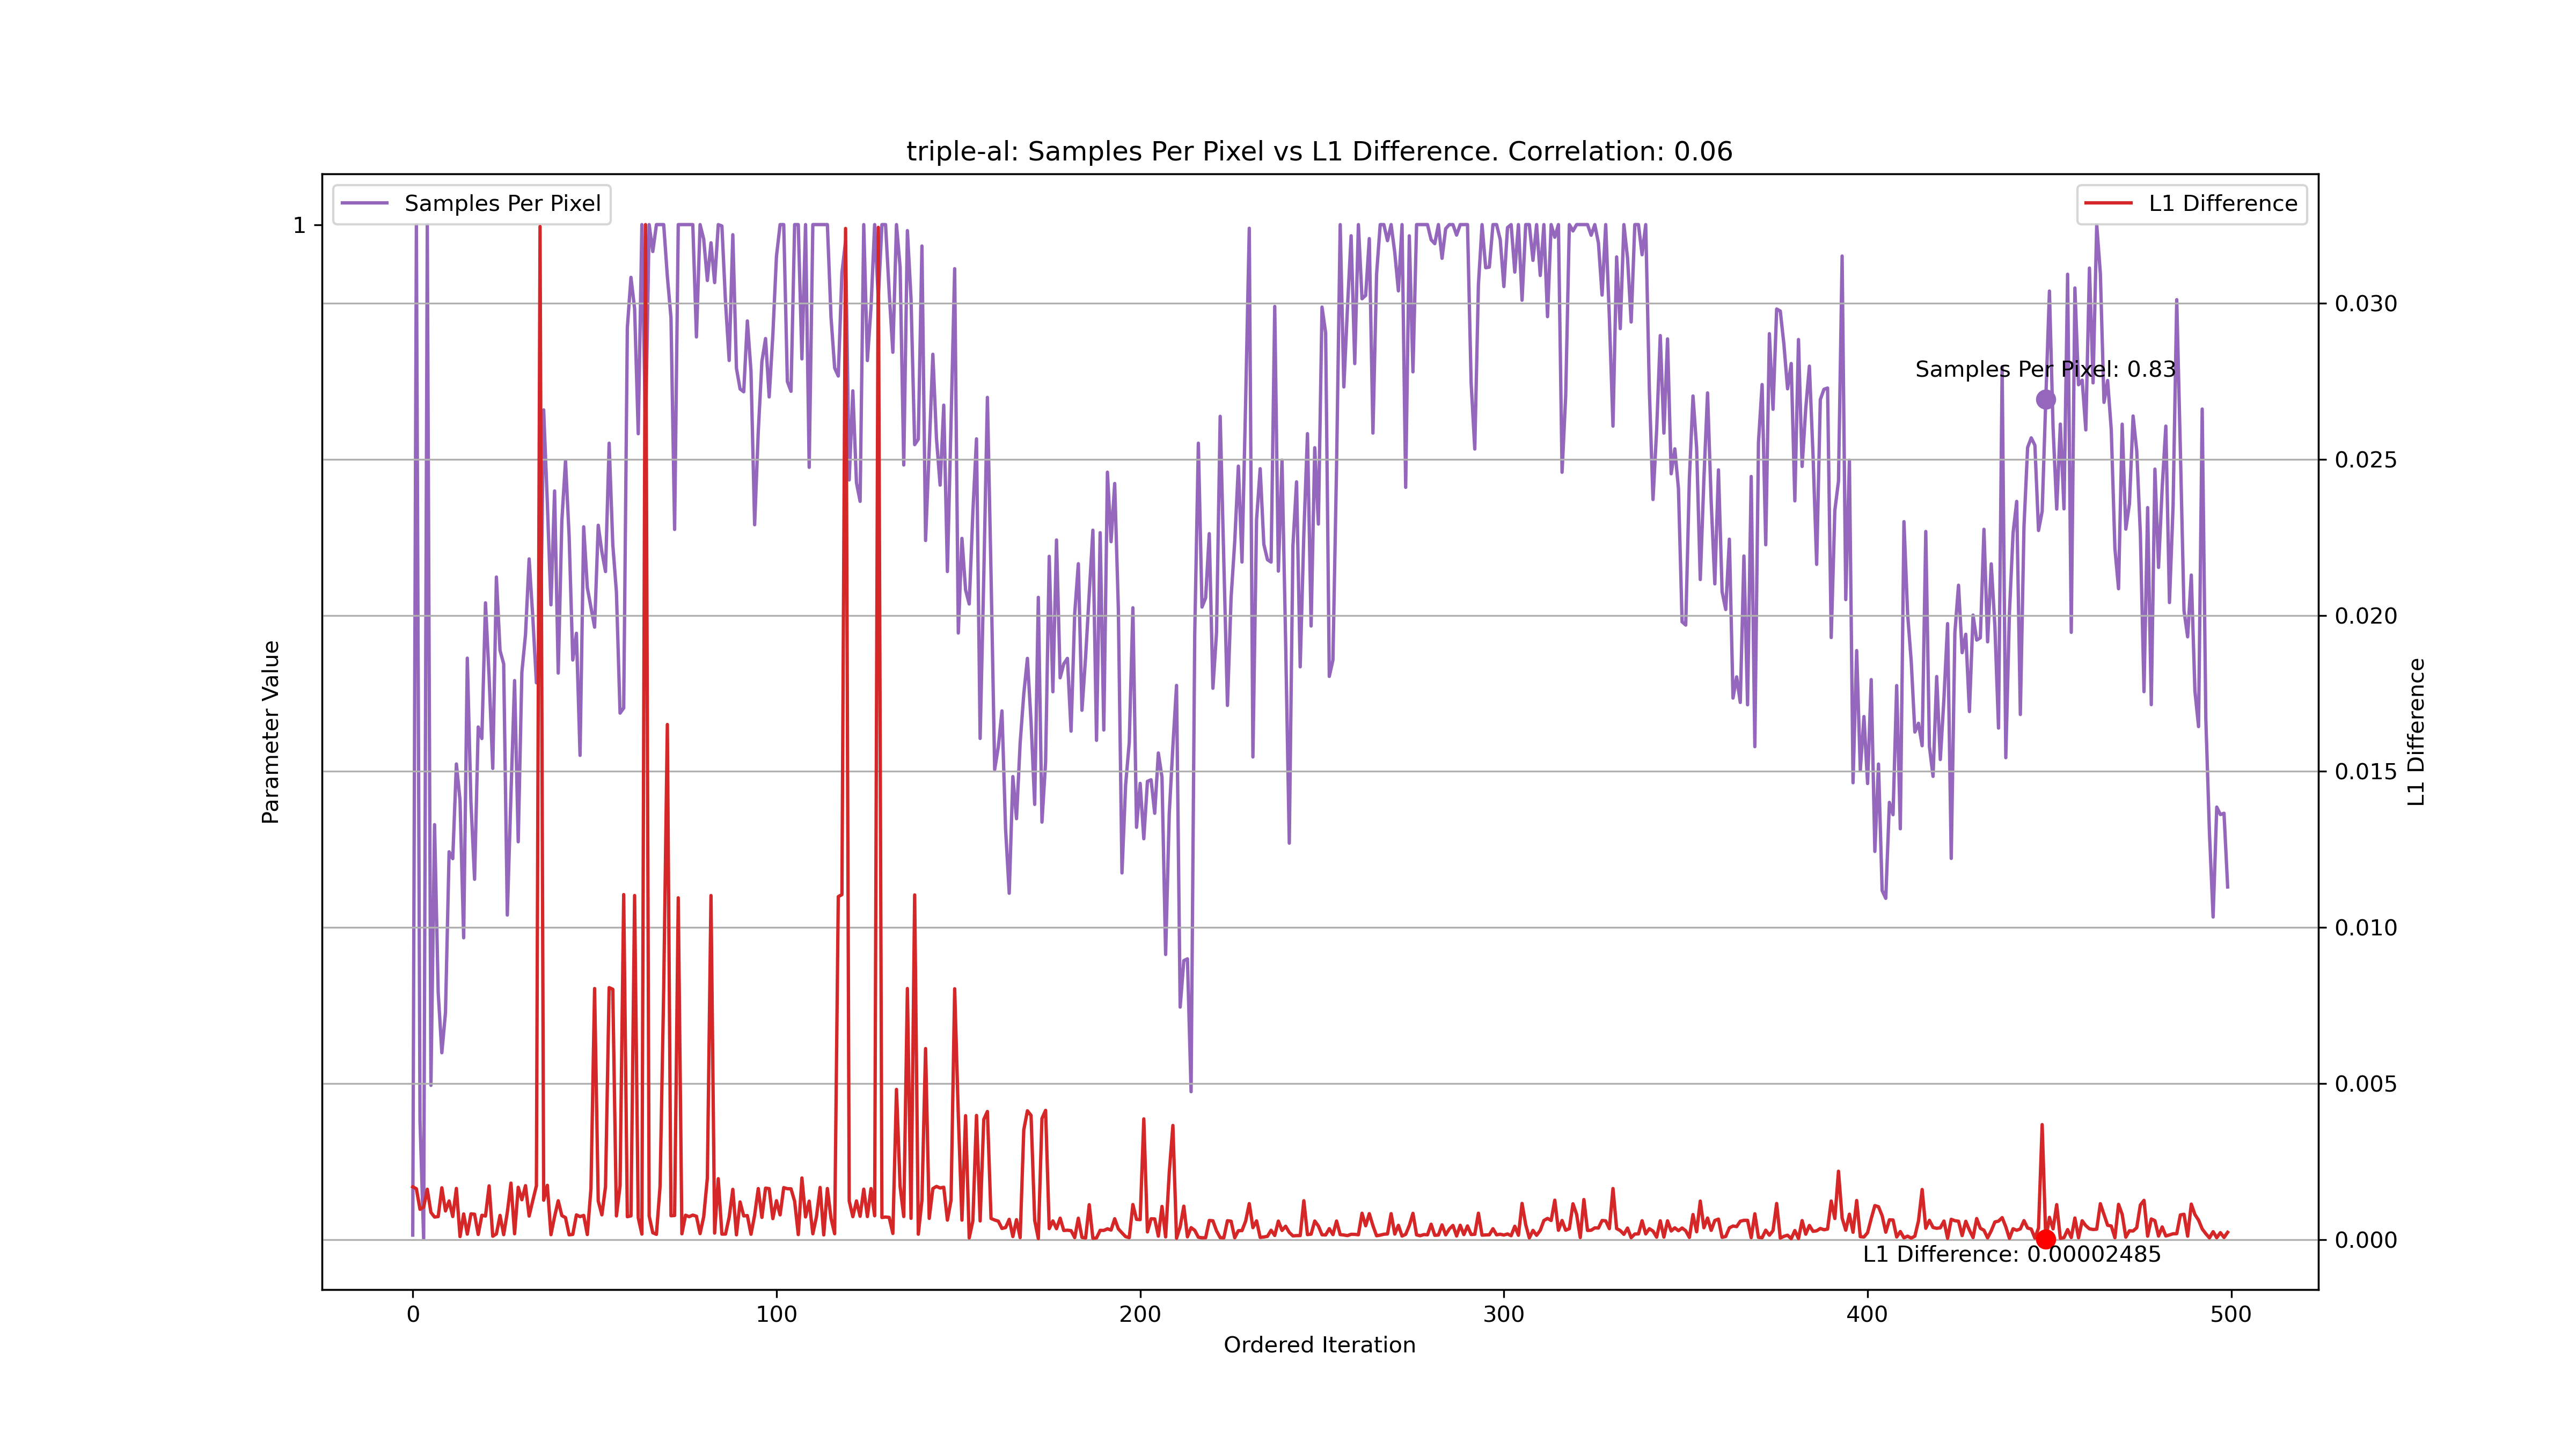 triple-al: Samples Per Pixel vs L1 Difference. Correlation: 0.06
Samples Per Pixel
L1 Difference
1
0.030
Samples Per Pixel: 0.83
0.025
0.020
Parameter Value
L1 Difference
0.015
0.010
0.005
0.000
L1 Difference: 0.00002485
0 100 200 300 400 500
Ordered Iteration